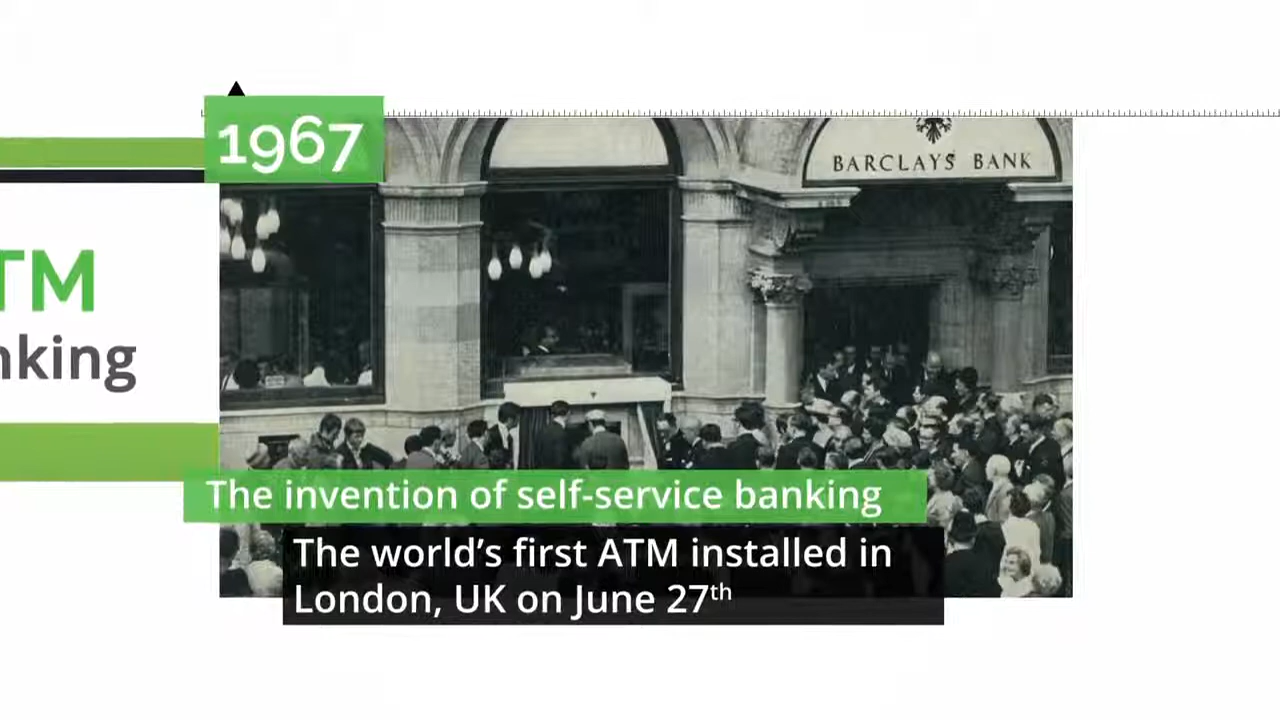 1967
BARCLAYS BANK
TM
nking
The invention of self-service banking
The world's first ATM installed in
London, UK on June 27th